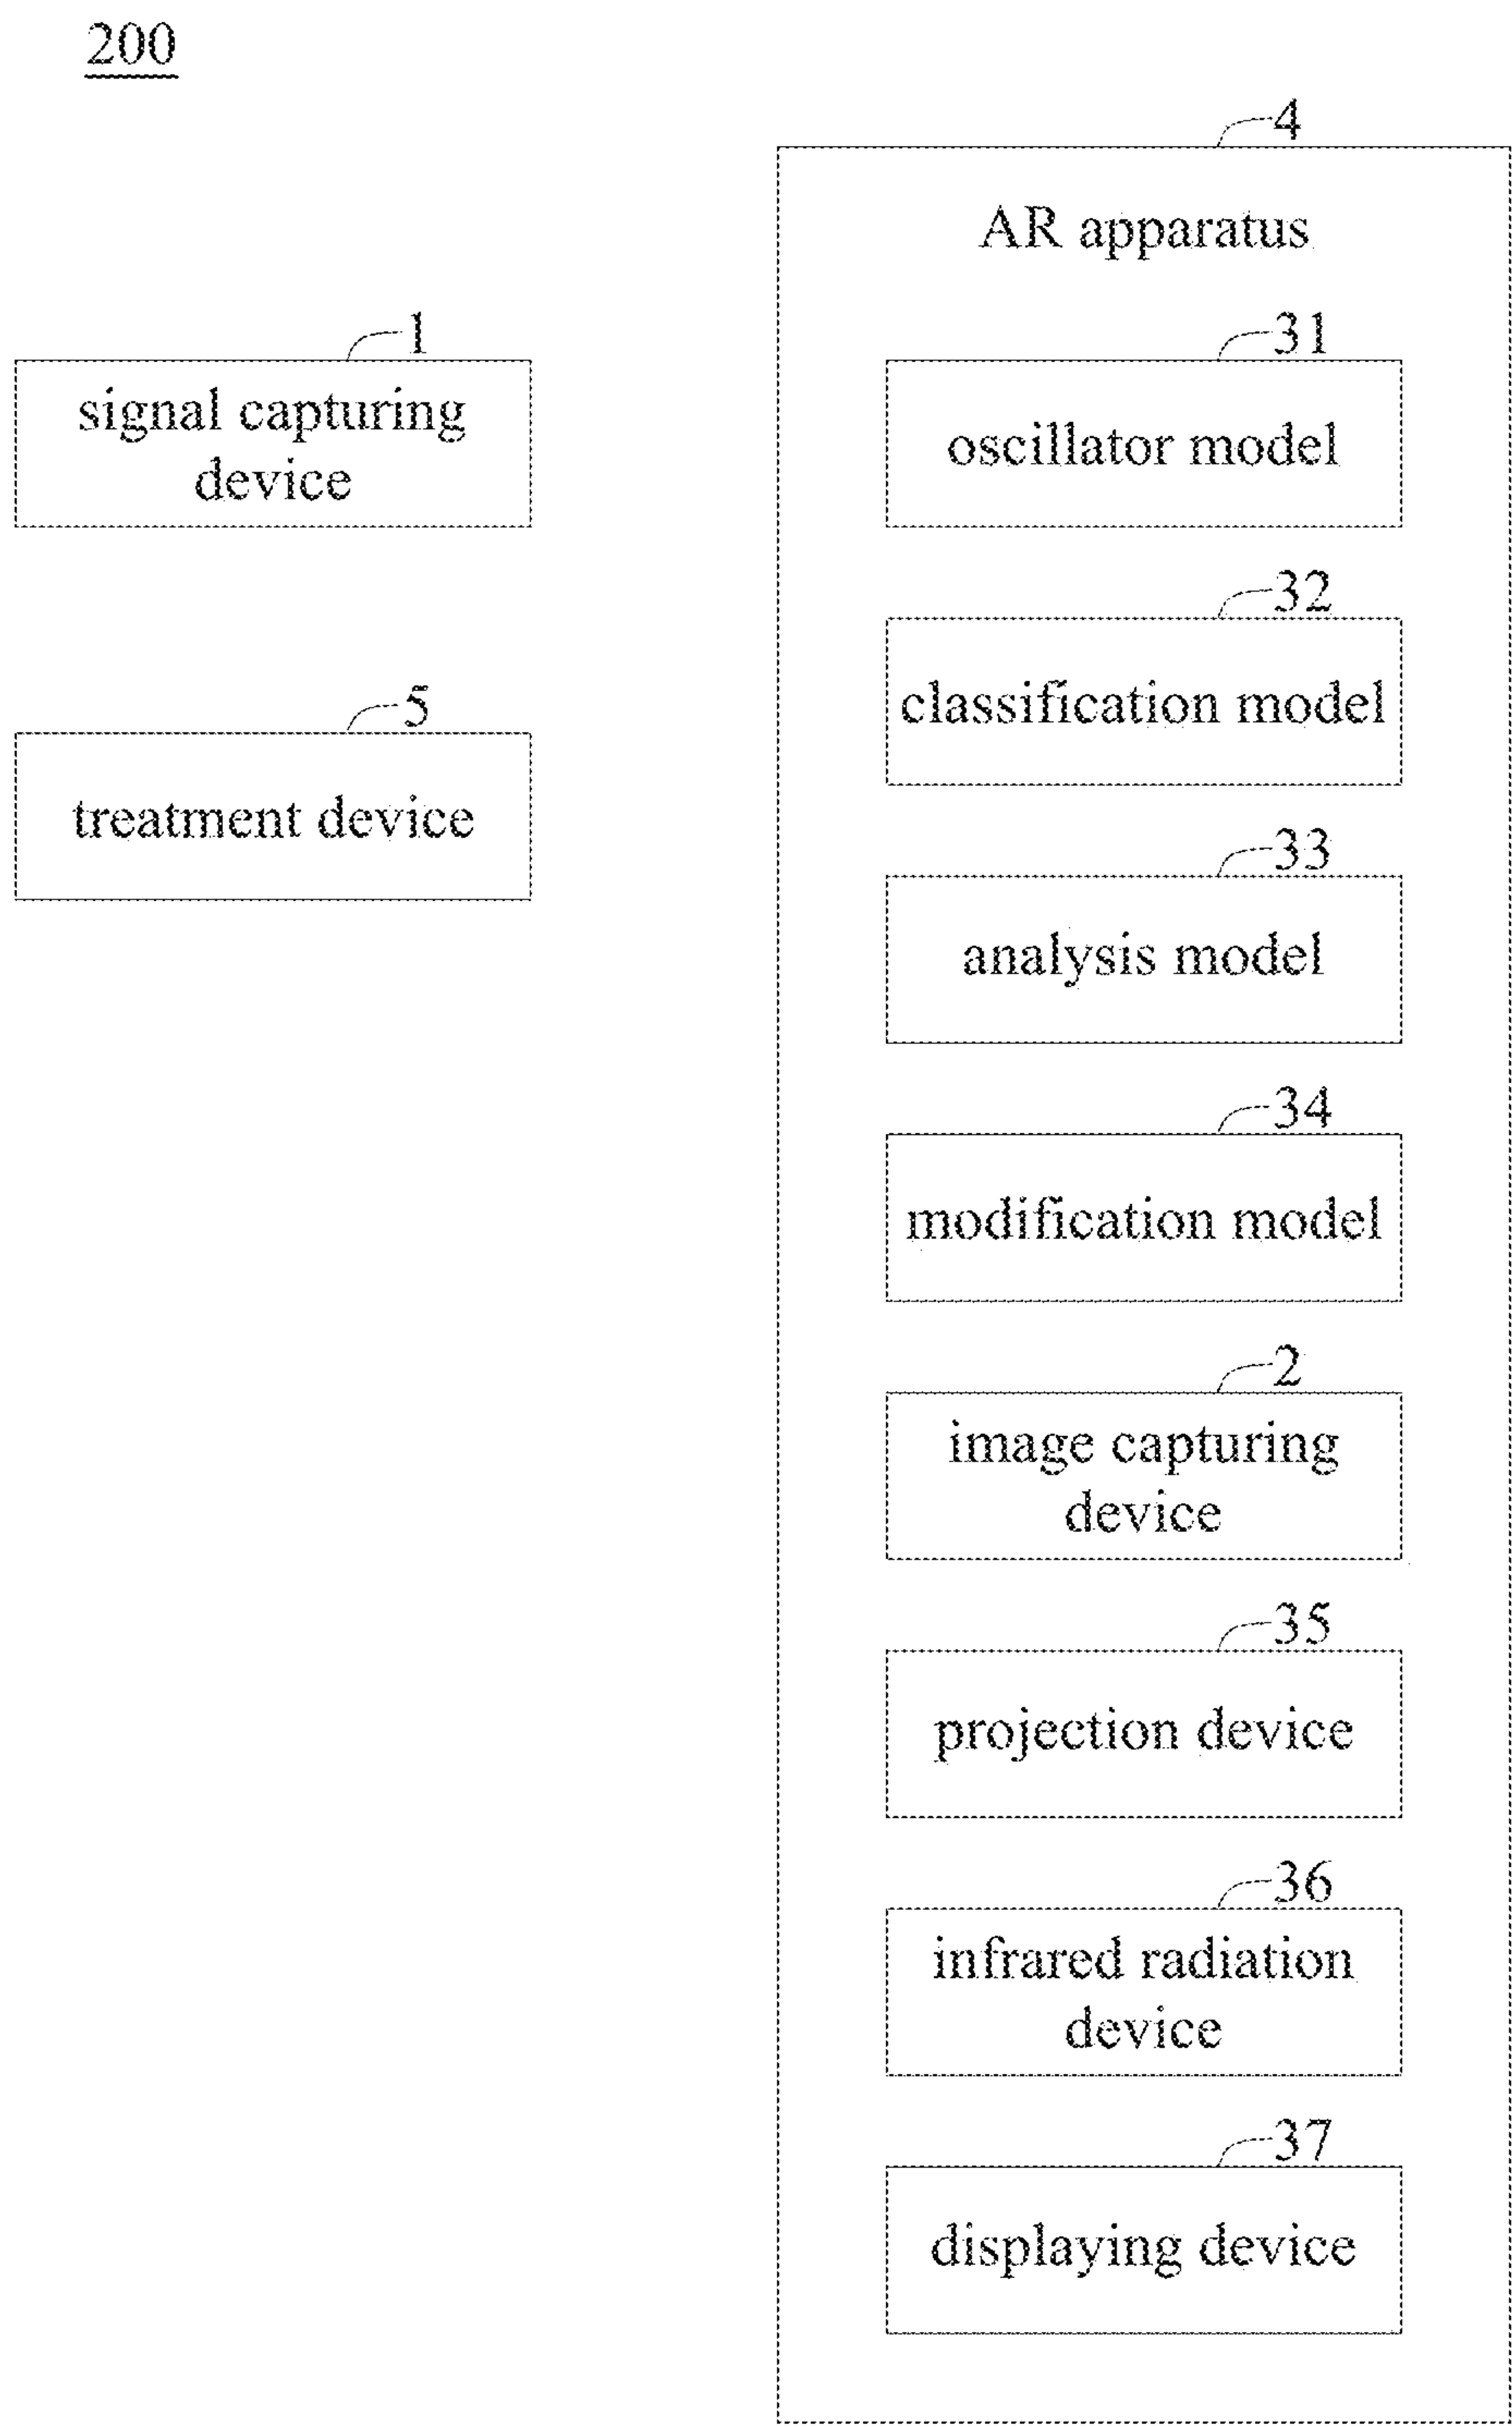 200
1
signal capturing
device
5
treatment device
4
AR apparatus
31
oscillator model
32
classification model
33
analysis model
34
modification model
2
image capturing
device
35
projection device
36
infrared radiation
device
37
displaying device